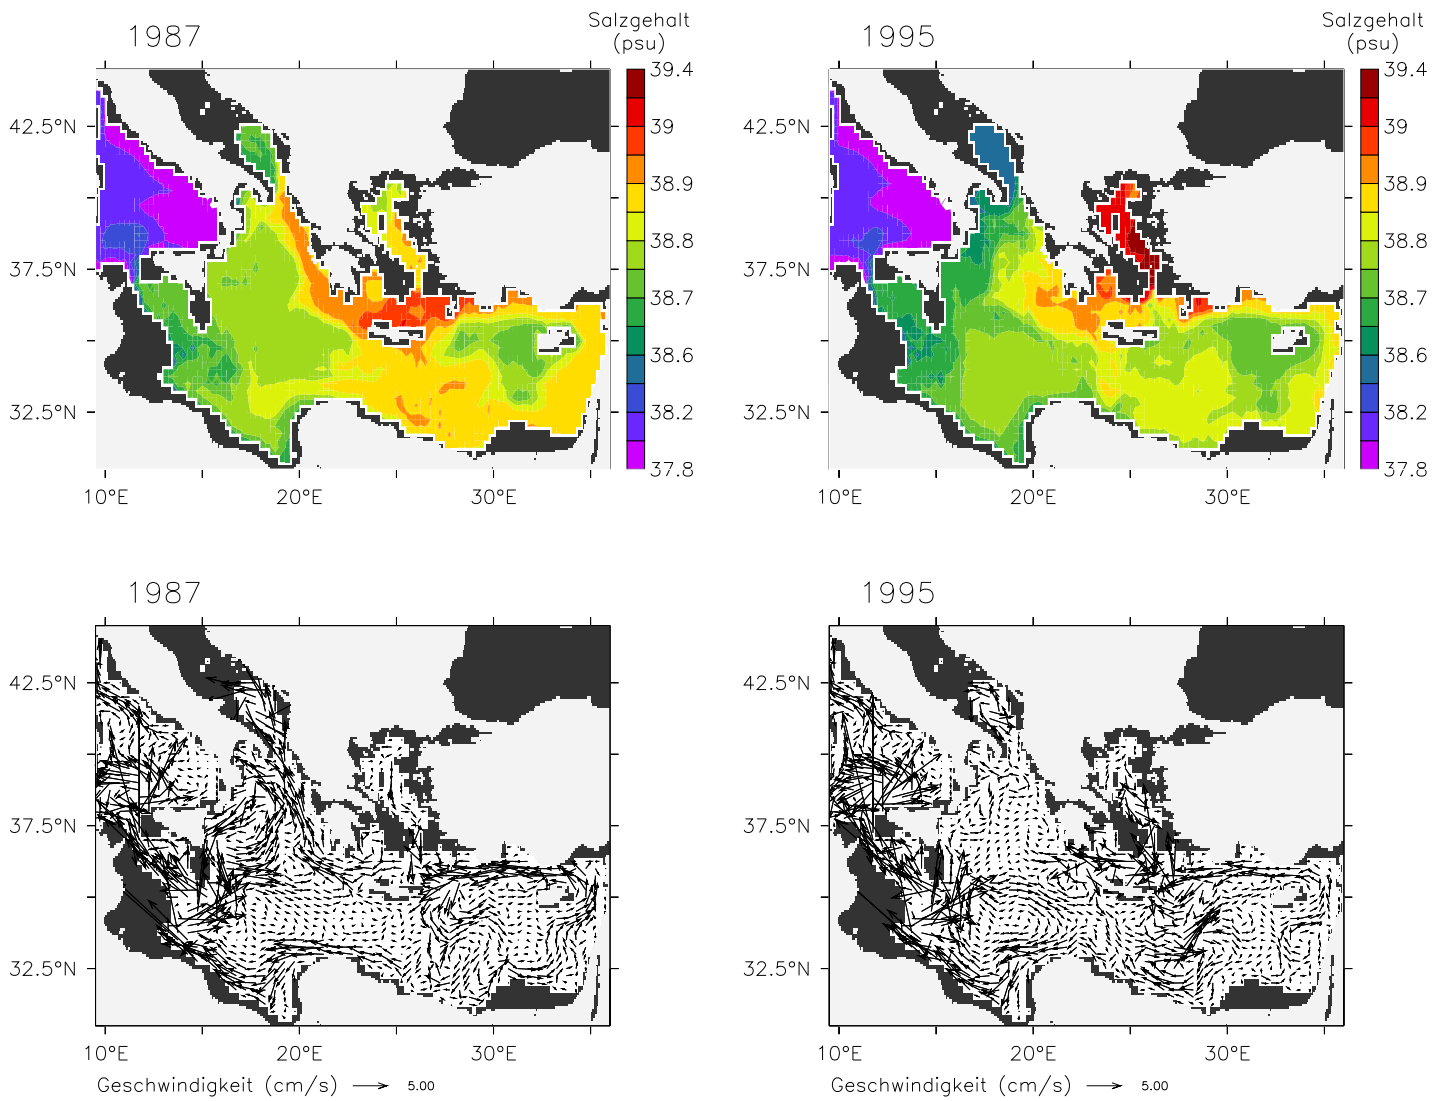 1987
Salzgehalt
(psu)
39.4
39
38.9
38.8
38.7
38.6
38.2
37.8
42.5°N
37.5°N
32.5°N
10°E
20°E
30°E
1995
Salzgehalt
(psu)
39.4
39
38.9
38.8
38.7
38.6
38.2
37.8
42.5°N
37.5°N
32.5°N
10°E
20°E
30°E
1987
42.5°N
37.5°N
32.5°N
10°E
20°E
30°E
Geschwindigkeit (cm/s)
5.00
1995
42.5°N
37.5°N
32.5°N
10°E
20°E
30°E
Geschwindigkeit (cm/s)
5.00